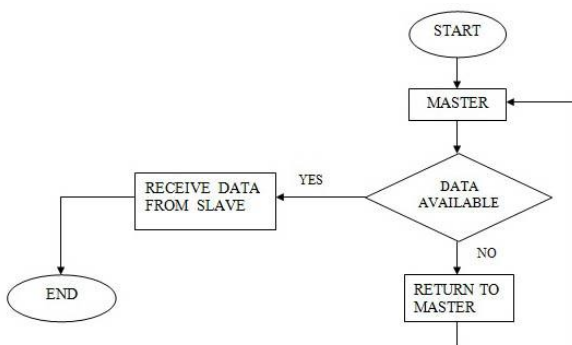 START
MASTER
DATA
AVAILABLE
YES
RECEIVE DATA
FROM SLAVE
END
NO
RETURN TO
MASTER